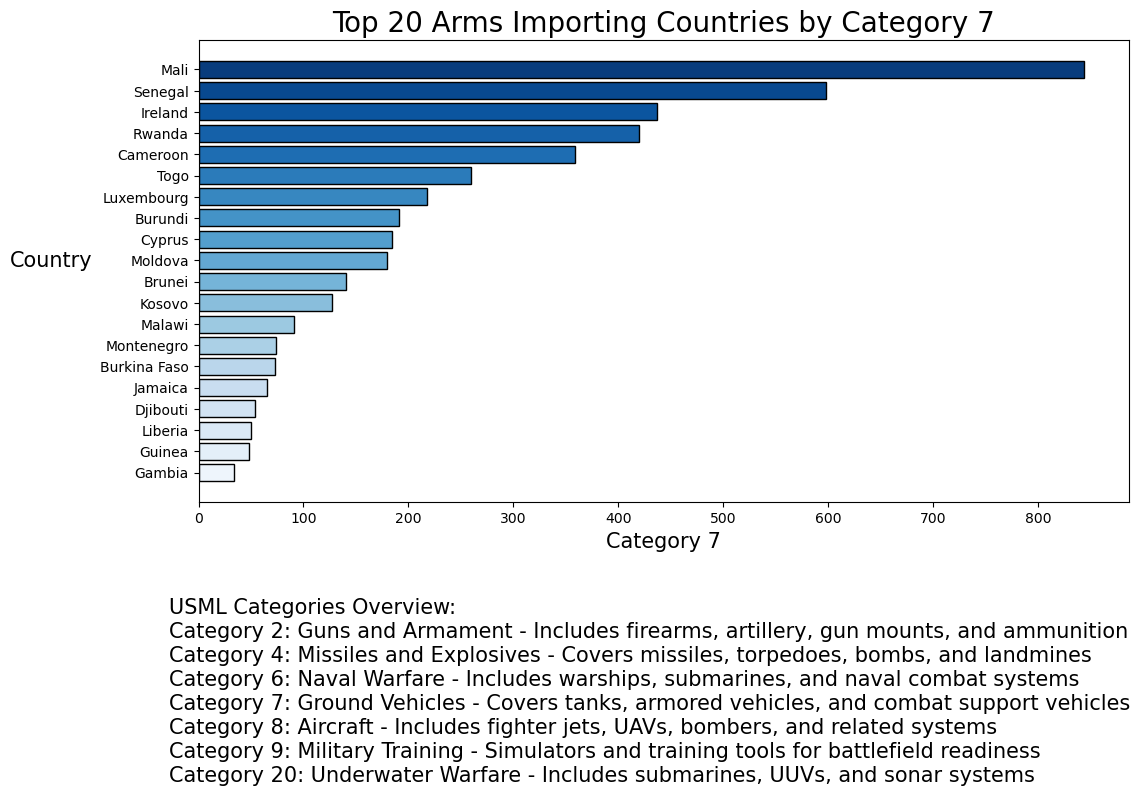 Top 20 Arms Importing Countries by Category 7
Mali
Senegal
Ireland
Rwanda
Cameroon
Togo
Luxembourg
Burundi
Cyprus
Moldova
Brunei
Kosovo
Malawi
Montenegro
Burkina Faso
Jamaica
Djibouti
Liberia
Guinea
Gambia
Country
0 100 200 300 400 500 600 700 800
Category 7
USML Categories Overview:
Category 2: Guns and Armament - Includes firearms, artillery, gun mounts, and ammunition
Category 4: Missiles and Explosives - Covers missiles, torpedoes, bombs, and landmines
Category 6: Naval Warfare - Includes warships, submarines, and naval combat systems
Category 7: Ground Vehicles - Covers tanks, armored vehicles, and combat support vehicles
Category 8: Aircraft - Includes fighter jets, UAVs, bombers, and related systems
Category 9: Military Training - Simulators and training tools for battlefield readiness
Category 20: Underwater Warfare - Includes submarines, UUVs, and sonar systems